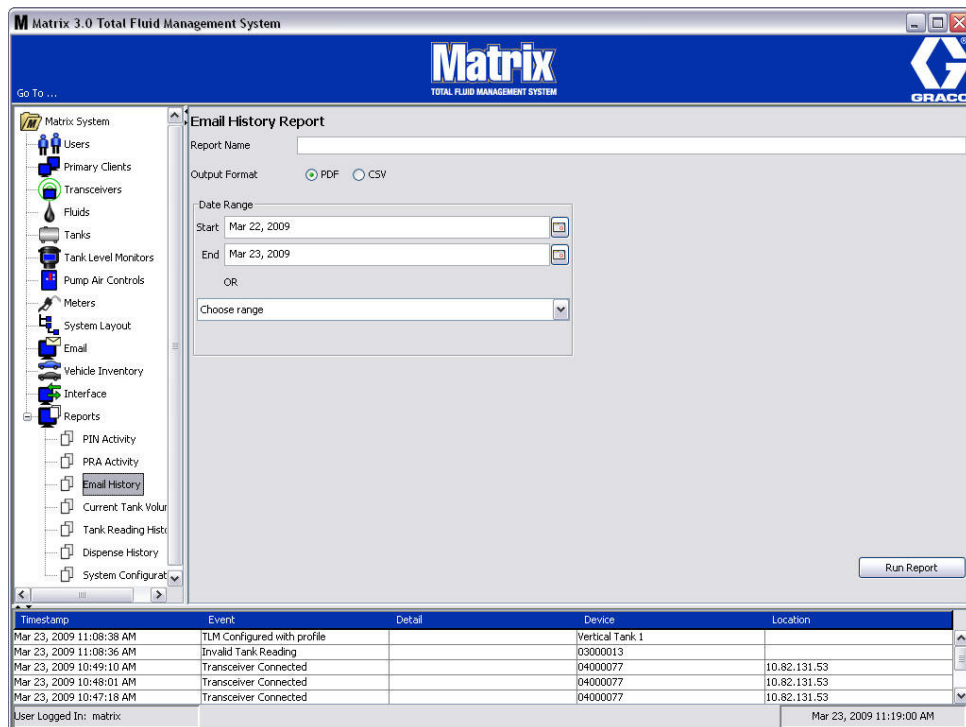 M Matrix 3.0 Total Fluid Management System
Matrix
TOTAL FLUID MANAGEMENT SYSTEM
GRACO
Go To ...
Matrix System
Users
Primary Clients
Transceivers
Fluids
Tanks
Tank Level Monitors
Pump Air Controls
Meters
System Layout
Email
Vehicle Inventory
Interface
Reports
PIN Activity
PRA Activity
Email History
Current Tank Volur
Tank Reading Histo
Dispense History
System Configurat
Email History Report
Report Name
Output Format PDF CSV
Date Range
Start Mar 22, 2009
End Mar 23, 2009
OR
Choose range
Run Report
Timestamp Event Detail Device Location
Mar 23, 2009 11:08:38 AM TLM Configured with profile Vertical Tank 1
Mar 23, 2009 11:08:36 AM Invalid Tank Reading 03000013
Mar 23, 2009 10:49:10 AM Transceiver Connected 04000077 10.82.131.53
Mar 23, 2009 10:48:01 AM Transceiver Connected 04000077 10.82.131.53
Mar 23, 2009 10:47:18 AM Transceiver Connected 04000077 10.82.131.53
User Logged In: matrix Mar 23, 2009 11:19:00 AM